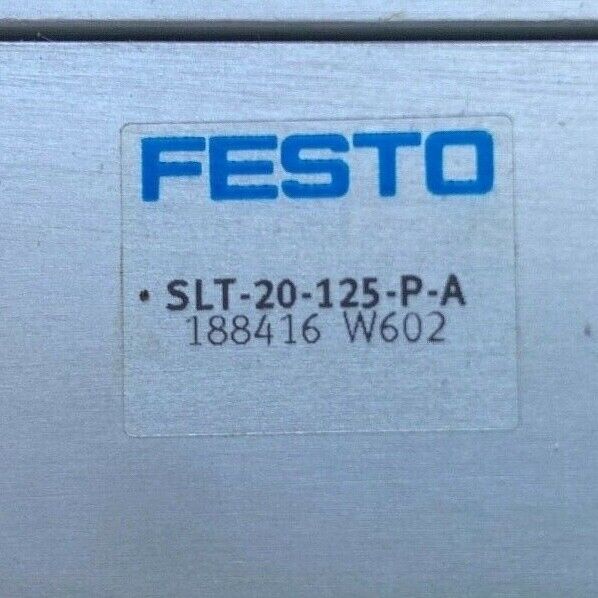 FESTO
• SLT-20-125-P-A
188416 W602